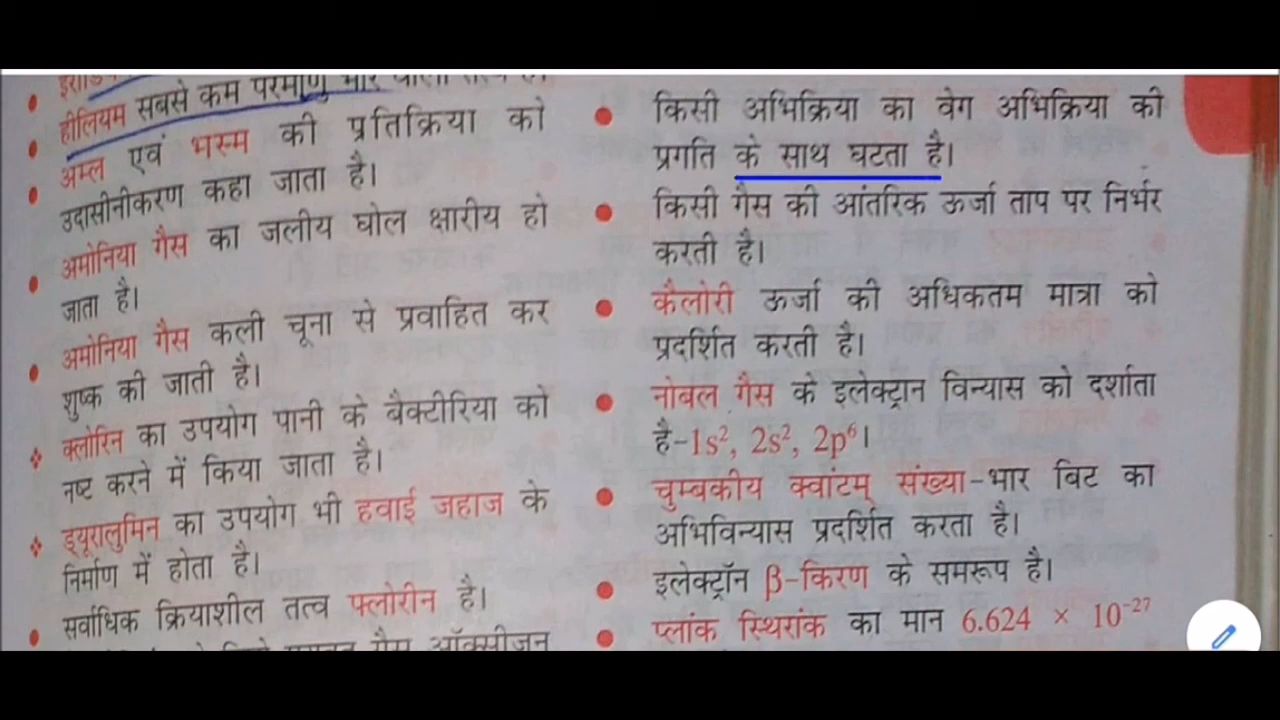 हीलियम सबसे कम परमाणु भार
अम्ल एवं भस्म की प्रतिक्रिया को
उदासीनीकरण कहा जाता है।
अमोनिया गैस का जलीय घोल क्षारीय हो
जाता है।
अमोनिया गैस कली चूना से प्रवाहित कर
शुष्क की जाती है।
क्लोरिन का उपयोग पानी के बैक्टीरिया को
नष्ट करने में किया जाता है।
ड्यूरालुमिन का उपयोग भी हवाई जहाज के
निर्माण में होता है।
सर्वाधिक क्रियाशील तत्व फ्लोरीन है।
गैस ऑक्सीजन
किसी अभिक्रिया का वेग अभिक्रिया की
प्रगति के साथ घटता है।
किसी गैस की आंतरिक ऊर्जा ताप पर निर्भर
करती है।
कैलोरी ऊर्जा की अधिकतम मात्रा को
प्रदर्शित करती है।
नोबल गैस के इलेक्ट्रान विन्यास को दर्शाता
है-1s², 2s², 2p⁶।
चुम्बकीय क्वांटम् संख्या-भार बिट का
अभिविन्यास प्रदर्शित करता है।
इलेक्ट्रॉन β-किरण के समरूप है।
प्लांक स्थिरांक का मान 6.624 × 10⁻²⁷